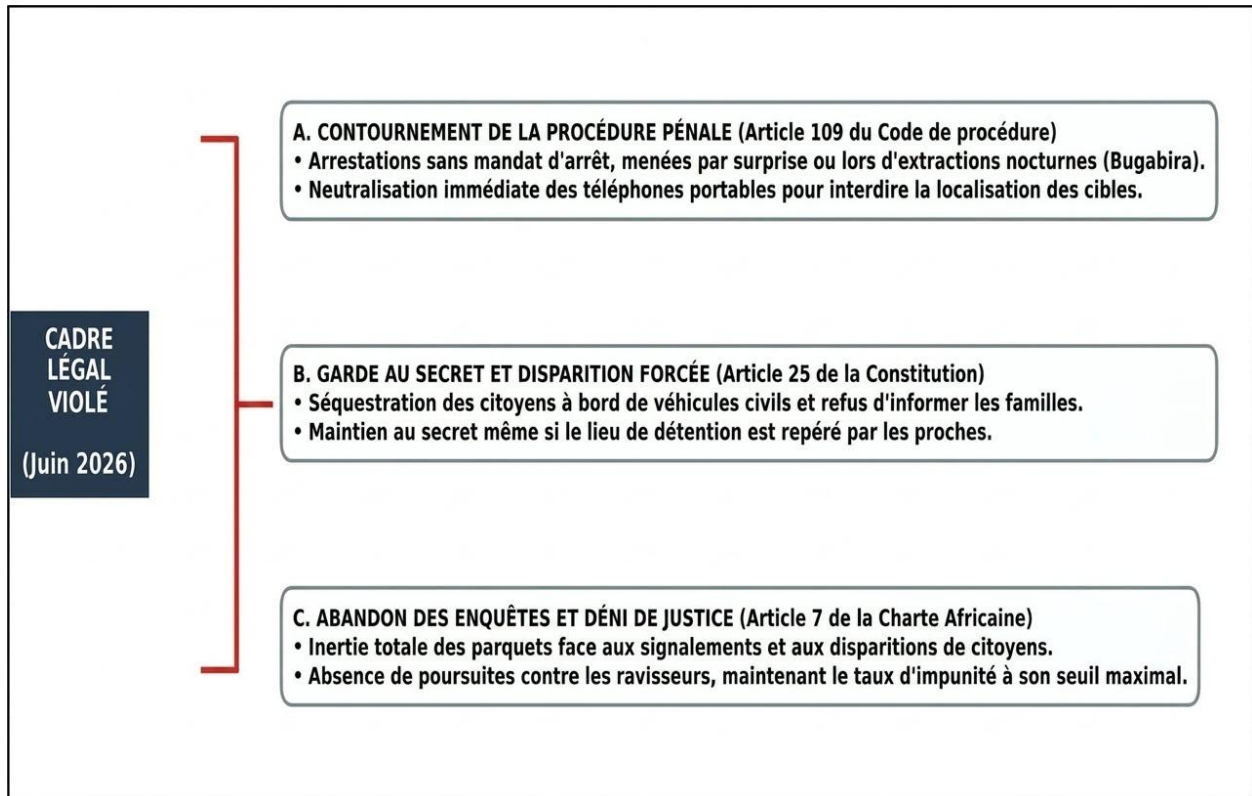 CADRE
LÉGAL
VIOLÉ
(Juin 2026)
A. CONTOURNEMENT DE LA PROCÉDURE PÉNALE (Article 109 du Code de procédure)
• Arrestations sans mandat d'arrêt, menées par surprise ou lors d'extractions nocturnes (Bugabira).
• Neutralisation immédiate des téléphones portables pour interdire la localisation des cibles.
B. GARDE AU SECRET ET DISPARITION FORCÉE (Article 25 de la Constitution)
• Séquestration des citoyens à bord de véhicules civils et refus d'informer les familles.
• Maintien au secret même si le lieu de détention est repéré par les proches.
C. ABANDON DES ENQUÊTES ET DÉNI DE JUSTICE (Article 7 de la Charte Africaine)
• Inertie totale des parquets face aux signalements et aux disparitions de citoyens.
• Absence de poursuites contre les ravisseurs, maintenant le taux d'impunité à son seuil maximal.